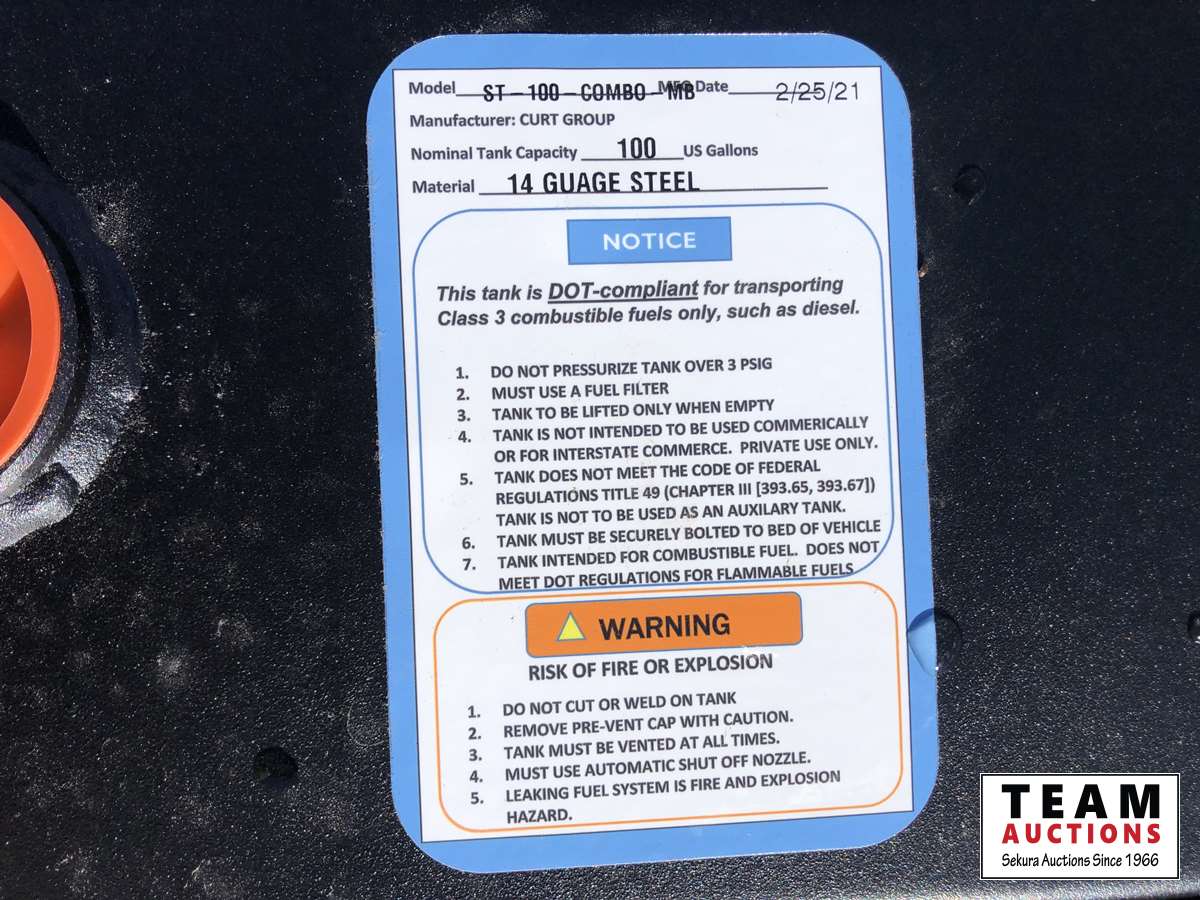 Model ST-100-COMBO-MB MFG Date 2/25/21
Manufacturer: CURT GROUP
Nominal Tank Capacity 100 US Gallons
Material 14 GUAGE STEEL
NOTICE
This tank is DOT-compliant for transporting
Class 3 combustible fuels only, such as diesel.
1. DO NOT PRESSURIZE TANK OVER 3 PSIG
2. MUST USE A FUEL FILTER
3. TANK TO BE LIFTED ONLY WHEN EMPTY
4. TANK IS NOT INTENDED TO BE USED COMMERICALLY
OR FOR INTERSTATE COMMERCE. PRIVATE USE ONLY.
5. TANK DOES NOT MEET THE CODE OF FEDERAL
REGULATIONS TITLE 49 (CHAPTER III [393.65, 393.67])
TANK IS NOT TO BE USED AS AN AUXILARY TANK.
6. TANK MUST BE SECURELY BOLTED TO BED OF VEHICLE
7. TANK INTENDED FOR COMBUSTIBLE FUEL. DOES NOT
MEET DOT REGULATIONS FOR FLAMMABLE FUELS
WARNING
RISK OF FIRE OR EXPLOSION
1. DO NOT CUT OR WELD ON TANK
2. REMOVE PRE-VENT CAP WITH CAUTION.
3. TANK MUST BE VENTED AT ALL TIMES.
4. MUST USE AUTOMATIC SHUT OFF NOZZLE.
5. LEAKING FUEL SYSTEM IS FIRE AND EXPLOSION
HAZARD.
TEAM
AUCTIONS
Sekura Auctions Since 1966